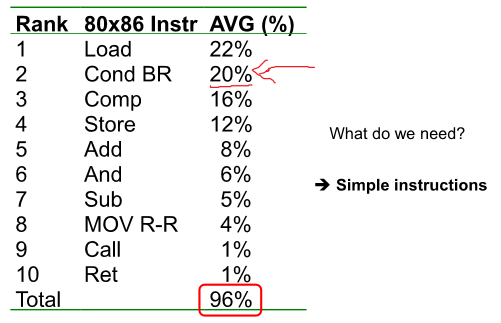 Rank 80x86 Instr AVG (%)
1 Load 22%
2 Cond BR 20%
3 Comp 16%
4 Store 12%
5 Add 8%
6 And 6%
7 Sub 5%
8 MOV R-R 4%
9 Call 1%
10 Ret 1%
Total 96%
What do we need?
➔ Simple instructions